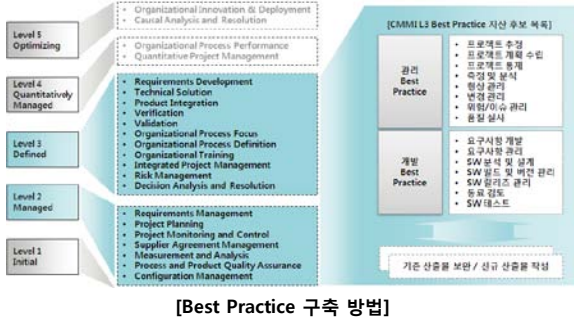 Level 5
Optimizing
• Organizational Innovation & Deployment
• Causal Analysis and Resolution
Level 4
Quantitatively
Managed
• Organizational Process Performance
• Quantitative Project Management
Level 3
Defined
• Requirements Development
• Technical Solution
• Product Integration
• Verification
• Validation
• Organizational Process Focus
• Organizational Process Definition
• Organizational Training
• Integrated Project Management
• Risk Management
• Decision Analysis and Resolution
Level 2
Managed
• Requirements Management
• Project Planning
• Project Monitoring and Control
• Supplier Agreement Management
• Measurement and Analysis
• Process and Product Quality Assurance
• Configuration Management
Level 1
Initial
[CMMI L3 Best Practice 자산 후보 목록]
관리
Best
Practice
• 프로젝트 추정
• 프로젝트 계획 수립
• 프로젝트 통제
• 측정 및 분석
• 형상 관리
• 변경 관리
• 위험/이슈 관리
• 품질 심사
개발
Best
Practice
• 요구사항 개발
• 요구사항 관리
• SW 분석 및 설계
• SW 빌드 및 버전 관리
• SW 릴리즈 관리
• 동료 검토
• SW 테스트
기존 산출물 보완 / 신규 산출물 작성
[Best Practice 구축 방법]